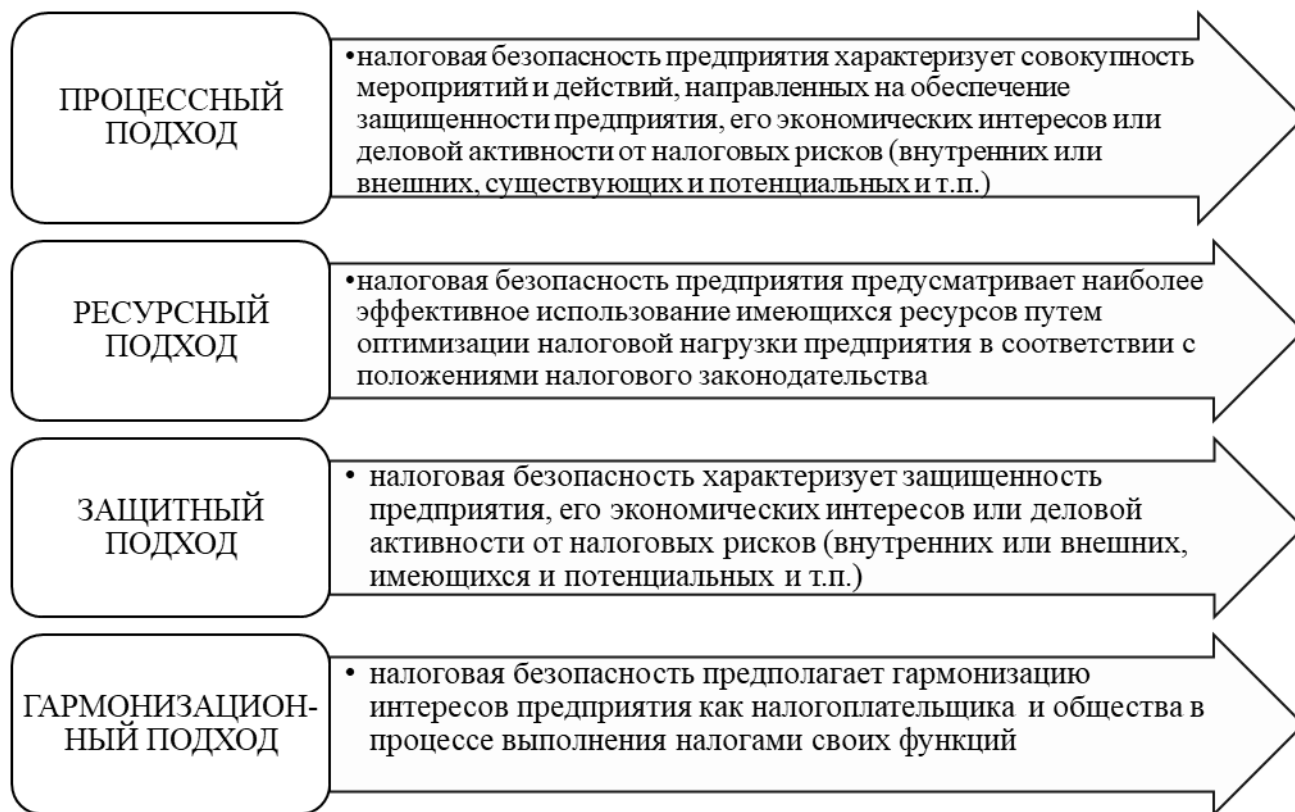 ПРОЦЕССНЫЙ
ПОДХОД
•налоговая безопасность предприятия характеризует совокупность
мероприятий и действий, направленных на обеспечение
защищенности предприятия, его экономических интересов или
деловой активности от налоговых рисков (внутренних или
внешних, существующих и потенциальных и т.п.)
РЕСУРСНЫЙ
ПОДХОД
•налоговая безопасность предприятия предусматривает наиболее
эффективное использование имеющихся ресурсов путем
оптимизации налоговой нагрузки предприятия в соответствии с
положениями налогового законодательства
ЗАЩИТНЫЙ
ПОДХОД
• налоговая безопасность характеризует защищенность
предприятия, его экономических интересов или деловой
активности от налоговых рисков (внутренних или внешних,
имеющихся и потенциальных и т.п.)
ГАРМОНИЗАЦИОН-
НЫЙ ПОДХОД
• налоговая безопасность предполагает гармонизацию
интересов предприятия как налогоплательщика и общества в
процессе выполнения налогами своих функций